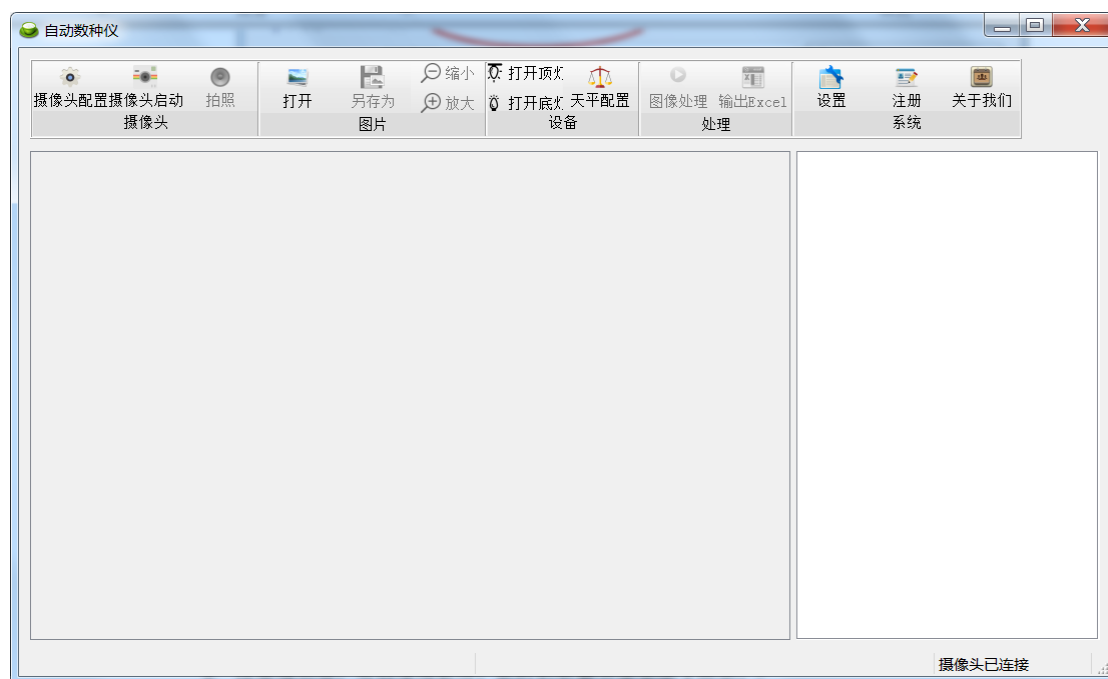 自动数种仪
摄像头配置 摄像头启动 拍照
摄像头
打开 另存为 缩小 放大
图片
打开顶灯 打开底灯 天平配置
设备
图像处理 输出Excel
处理
设置 注册 关于我们
系统
摄像头已连接